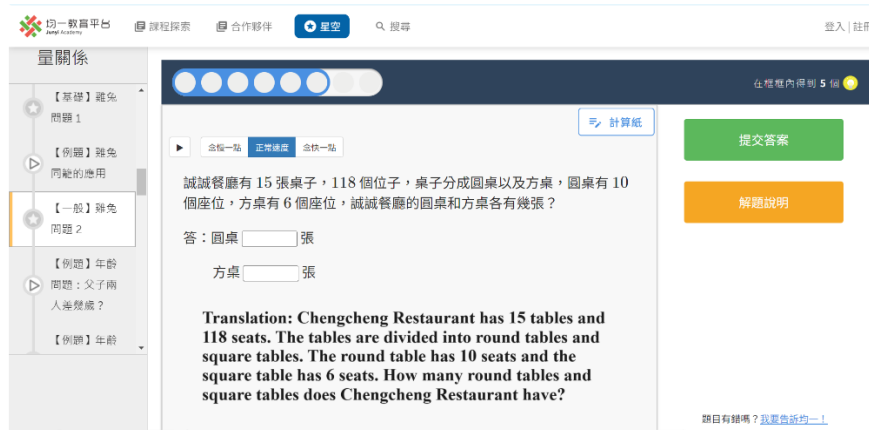 均一教育平台
Junyi Academy
課程探索
合作夥伴
星空
搜尋
登入 | 註冊
量關係
【基礎】雞兔
問題 1
【例題】雞兔
同籠的應用
【一般】雞兔
問題 2
【例題】年齡
問題：父子兩
人差幾歲？
【例題】年齡
在框框內得到 5 個
計算紙
念慢一點 正常速度 念快一點
誠誠餐廳有 15 張桌子，118 個位子，桌子分成圓桌以及方桌，圓桌有 10
個座位，方桌有 6 個座位，誠誠餐廳的圓桌和方桌各有幾張？
答：圓桌 張
方桌 張
Translation: Chengcheng Restaurant has 15 tables and
118 seats. The tables are divided into round tables and
square tables. The round table has 10 seats and the
square table has 6 seats. How many round tables and
square tables does Chengcheng Restaurant have?
提交答案
解題說明
題目有錯嗎？我要告訴均一！